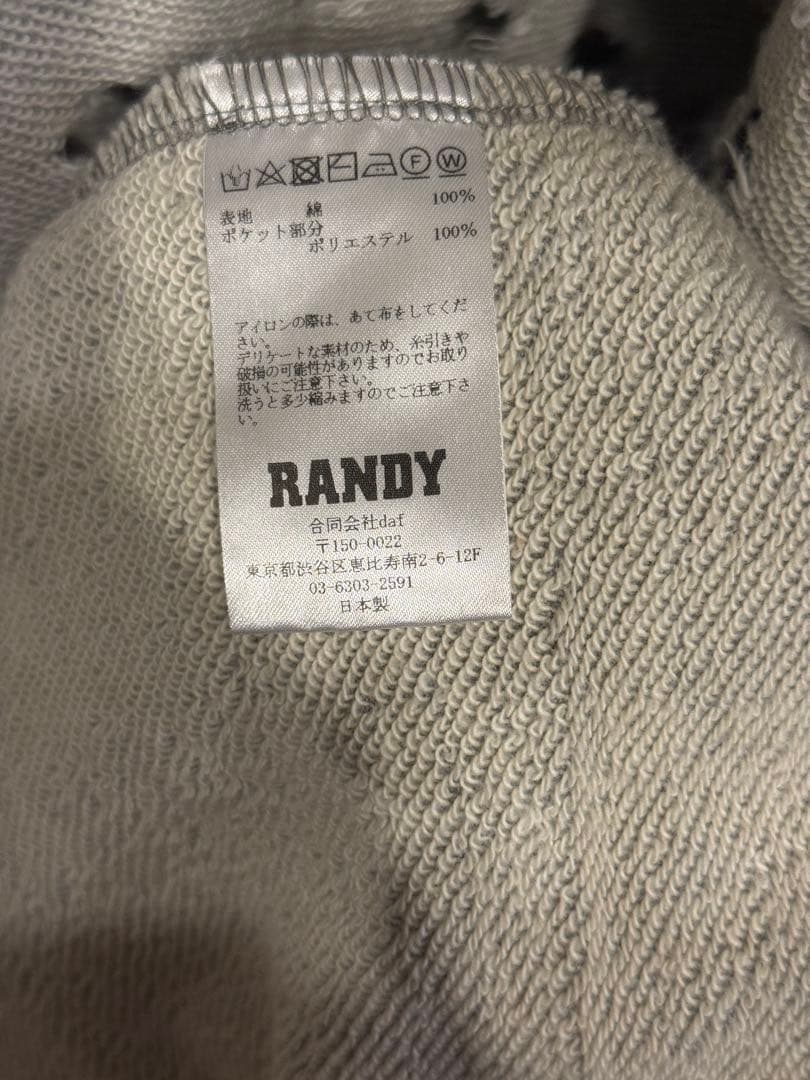 F W
表地 綿 100%
ポケット部分
ポリエステル 100%
アイロンの際は、あて布をしてくだ
さい。
デリケートな素材のため、糸引きや
破損の可能性がありますのでお取り
扱いにご注意下さい。
洗うと多少縮みますのでご注意下さ
い。
RANDY
合同会社daf
〒150-0022
東京都渋谷区恵比寿南2-6-12F
03-6303-2591
日本製